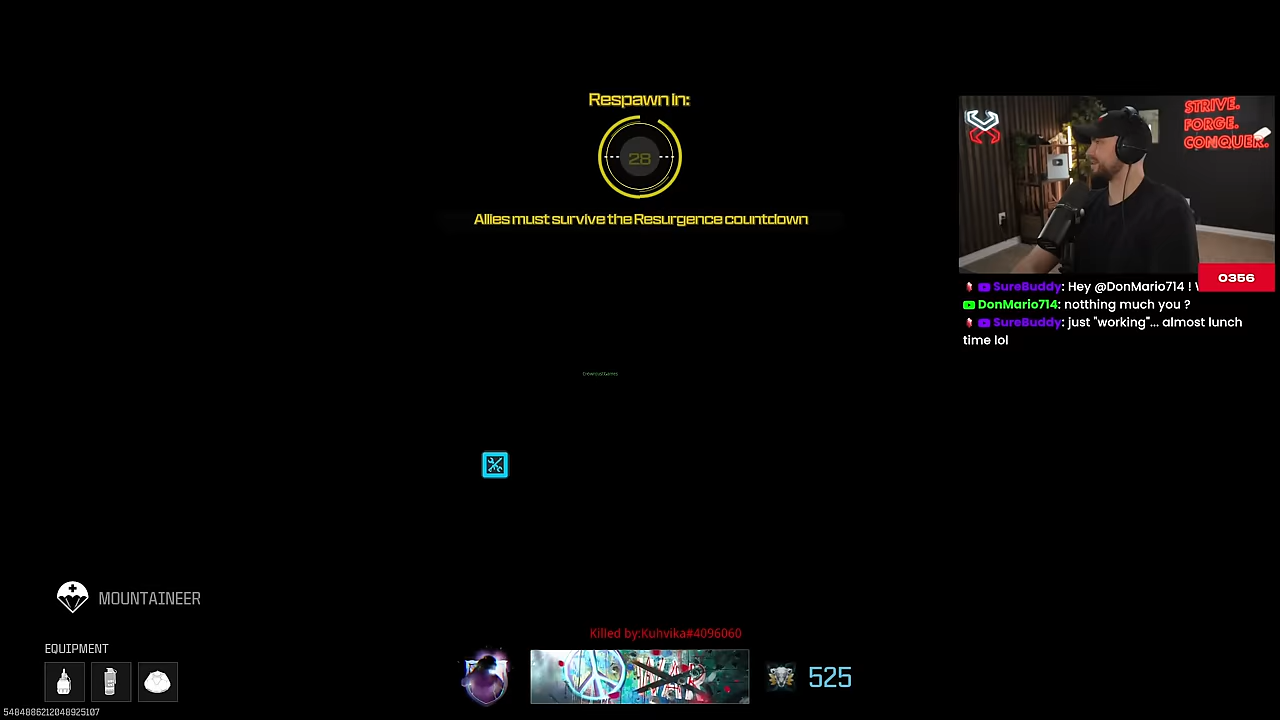 Respawn In:
28
Allies must survive the Resurgence countdown
STRIVE.
FORGE.
CONQUER.
0356
SureBuddy: Hey @DonMario714 !
DonMario714: notthing much you ?
SureBuddy: just "working"... almost lunch
time lol
MOUNTAINEER
EQUIPMENT
Killed by:Kuhvika#4096060
525
5484886212048925107